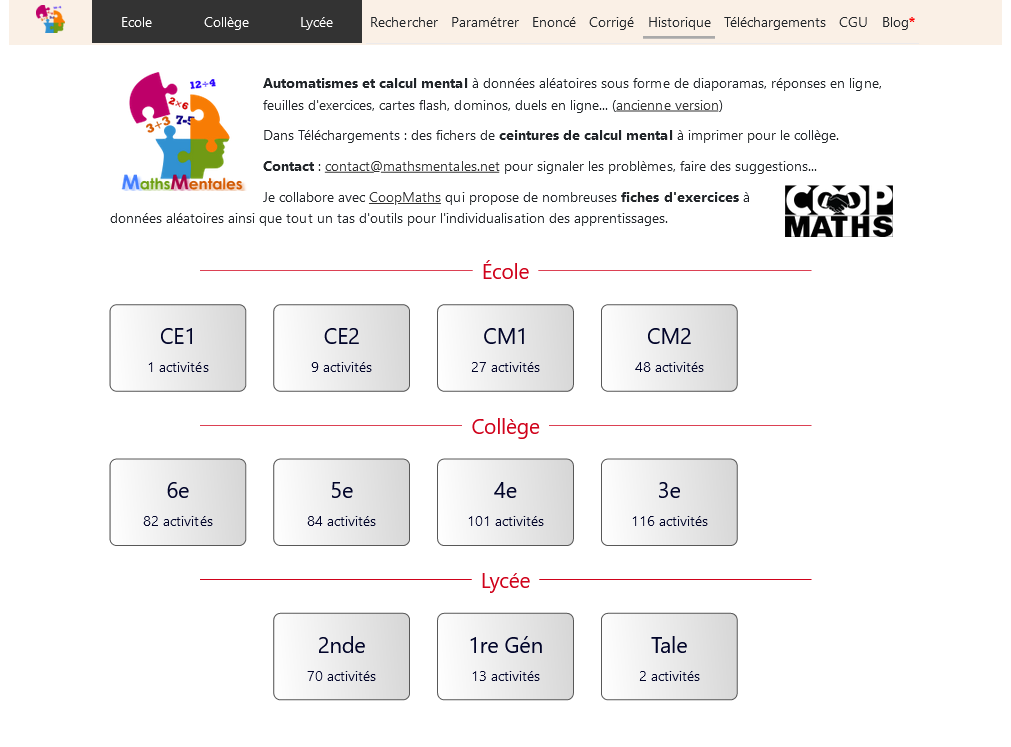 Ecole Collège Lycée Rechercher Paramétrer Enoncé Corrigé Historique Téléchargements CGU Blog*
12÷4
2×6
3+3 7-5
MathsMentales
Automatismes et calcul mental à données aléatoires sous forme de diaporamas, réponses en ligne,
feuilles d'exercices, cartes flash, dominos, duels en ligne... (ancienne version)
Dans Téléchargements : des fichers de ceintures de calcul mental à imprimer pour le collège.
Contact : contact@mathsmentales.net pour signaler les problèmes, faire des suggestions...
Je collabore avec CoopMaths qui propose de nombreuses fiches d'exercices à
données aléatoires ainsi que tout un tas d'outils pour l'individualisation des apprentissages.
COOP
MATHS
École
CE1 CE2 CM1 CM2
1 activités 9 activités 27 activités 48 activités
Collège
6e 5e 4e 3e
82 activités 84 activités 101 activités 116 activités
Lycée
2nde 1re Gén Tale
70 activités 13 activités 2 activités